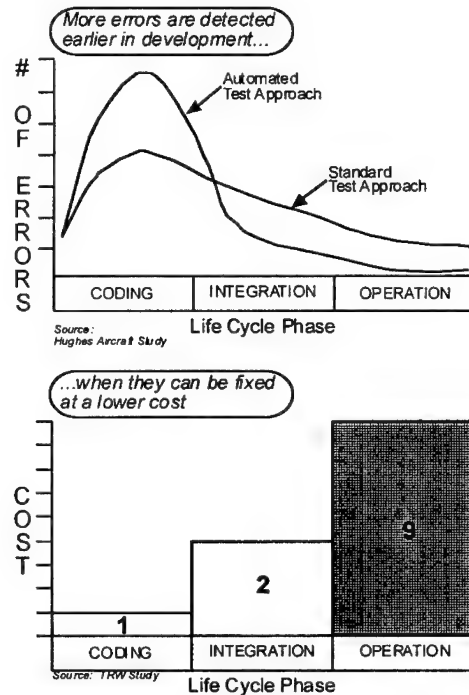 More errors are detected
earlier in development...
# OF ERRORS
Automated
Test Approach
Standard
Test Approach
CODING
INTEGRATION
OPERATION
Source:
Hughes Aircraft Study
Life Cycle Phase
...when they can be fixed
at a lower cost
COST
1
2
9
CODING
INTEGRATION
OPERATION
Source: TRW Study
Life Cycle Phase